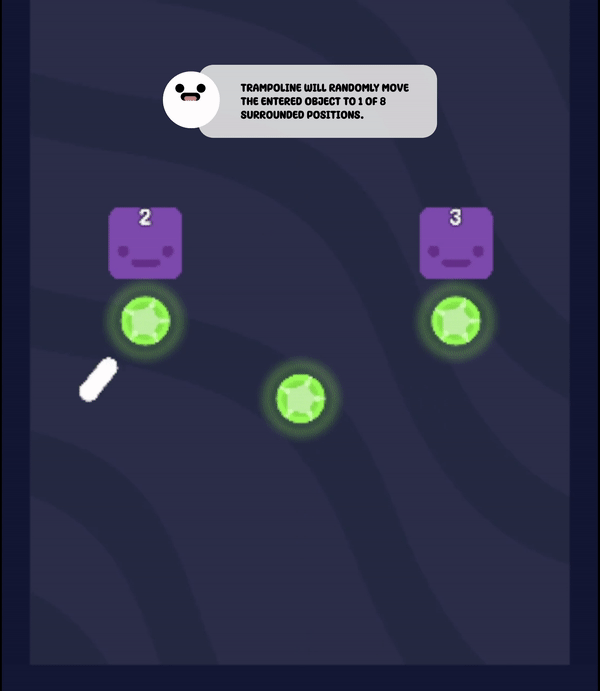 TRAMPOLINE WILL RANDOMLY MOVE
THE ENTERED OBJECT TO 1 OF 8
SURROUNDED POSITIONS.
2
3